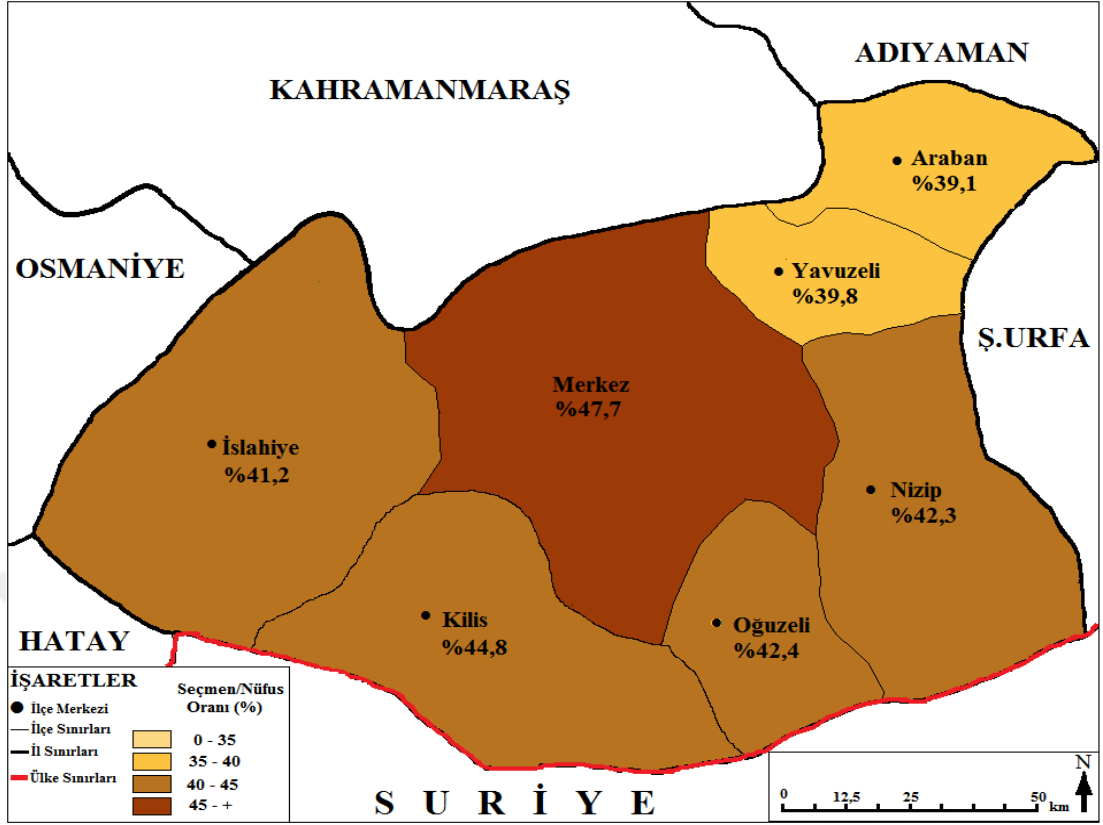 ADIYAMAN
KAHRAMANMARAŞ
Araban
%39,1
OSMANİYE
Yavuzeli
%39,8
Ş.URFA
Merkez
%47,7
İslahiye
%41,2
Nizip
%42,3
Kilis
%44,8
Oğuzeli
%42,4
HATAY
İŞARETLER
İlçe Merkezi
İlçe Sınırları
İl Sınırları
Ülke Sınırları
Seçmen/Nüfus
Oranı (%)
0 - 35
35 - 40
40 - 45
45 - +
SURİYE
N
0 12,5 25 50
km